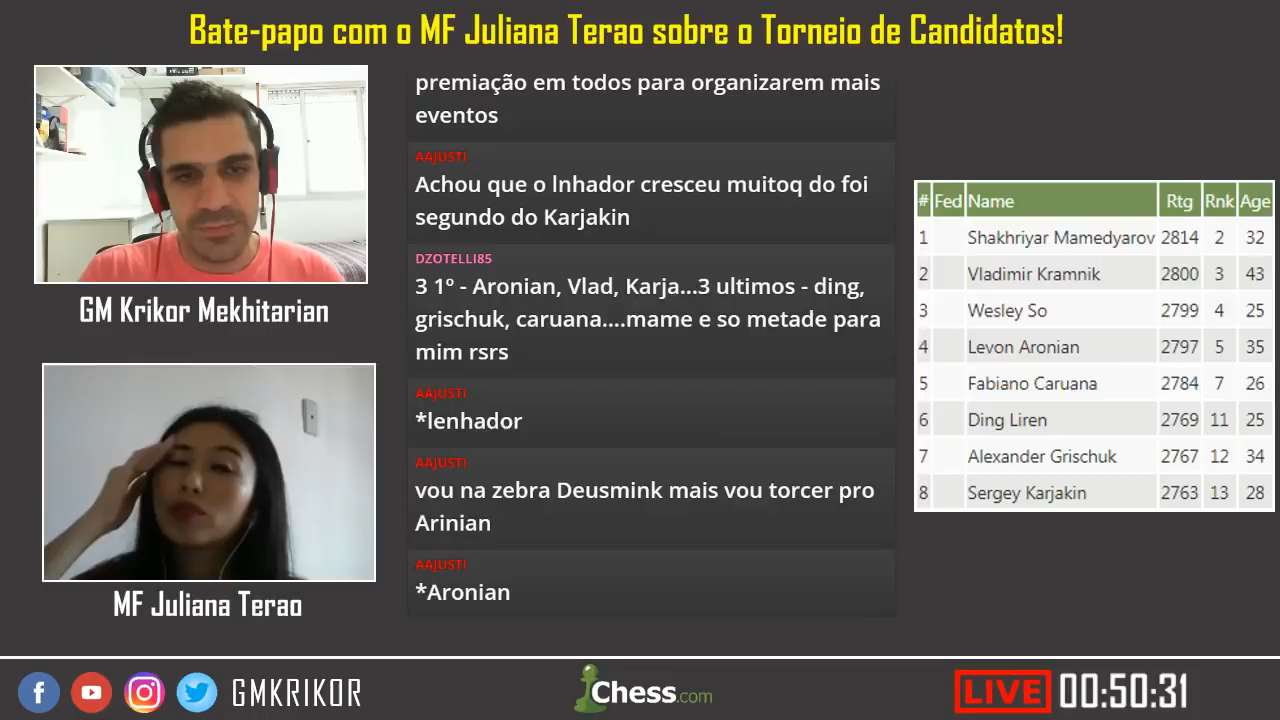 Bate-papo com o MF Juliana Terao sobre o Torneio de Candidatos!
GM Krikor Mekhitarian
MF Juliana Terao
premiação em todos para organizarem mais
eventos
AAJUSTI
Achou que o lnhador cresceu muitoq do foi
segundo do Karjakin
DZOTELLI85
3 1º - Aronian, Vlad, Karja...3 ultimos - ding,
grischuk, caruana....mame e so metade para
mim rsrs
AAJUSTI
*lenhador
AAJUSTI
vou na zebra Deusmink mais vou torcer pro
Arinian
AAJUSTI
*Aronian
# Fed Name Rtg Rnk Age
1 Shakhriyar Mamedyarov 2814 2 32
2 Vladimir Kramnik 2800 3 43
3 Wesley So 2799 4 25
4 Levon Aronian 2797 5 35
5 Fabiano Caruana 2784 7 26
6 Ding Liren 2769 11 25
7 Alexander Grischuk 2767 12 34
8 Sergey Karjakin 2763 13 28
GMKRIKOR
Chess.com
LIVE 00:50:31